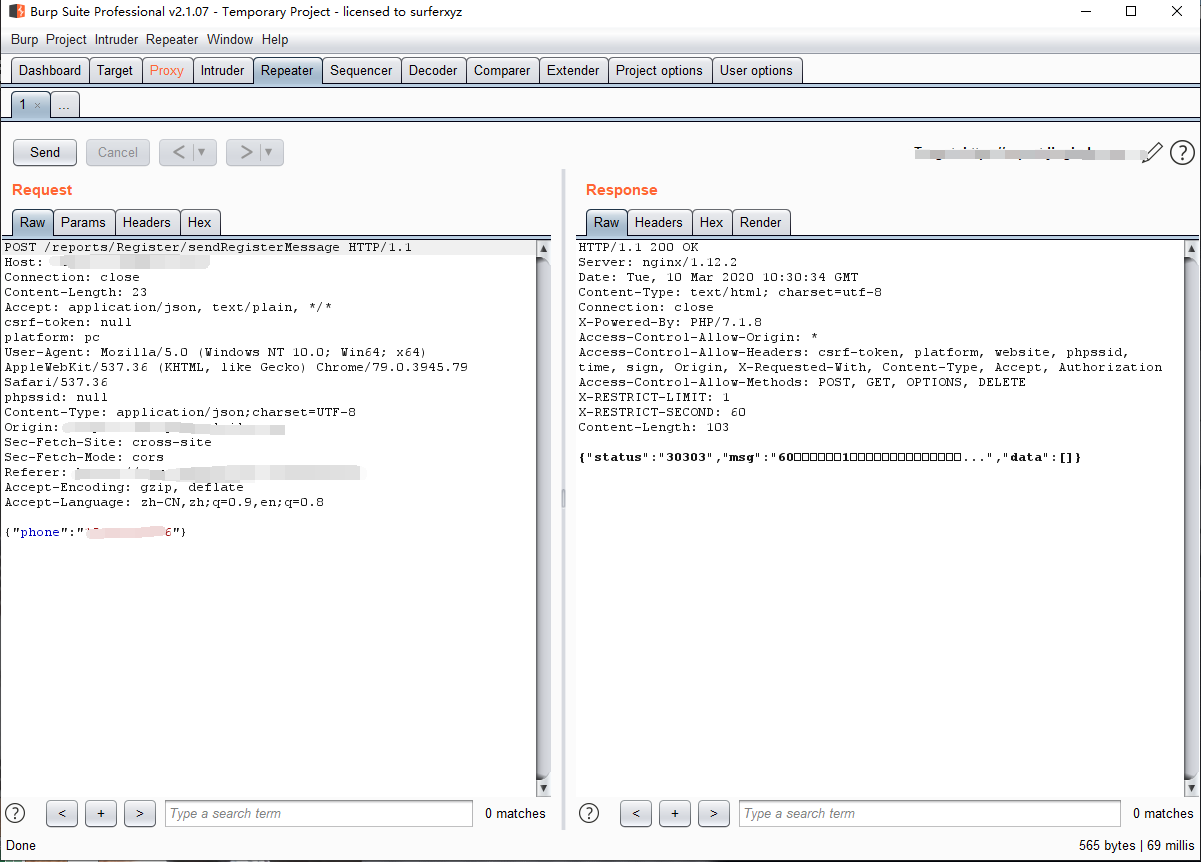 Burp Suite Professional v2.1.07 - Temporary Project - licensed to surferxyz
Burp Project Intruder Repeater Window Help
Dashboard Target Proxy Intruder Repeater Sequencer Decoder Comparer Extender Project options User options
1 × ...
Send Cancel < ▼ > ▼
?
Request
Raw Params Headers Hex
POST /reports/Register/sendRegisterMessage HTTP/1.1
Host:
Connection: close
Content-Length: 23
Accept: application/json, text/plain, */*
csrf-token: null
platform: pc
User-Agent: Mozilla/5.0 (Windows NT 10.0; Win64; x64)
AppleWebKit/537.36 (KHTML, like Gecko) Chrome/79.0.3945.79
Safari/537.36
phpssid: null
Content-Type: application/json;charset=UTF-8
Origin:
Sec-Fetch-Site: cross-site
Sec-Fetch-Mode: cors
Referer:
Accept-Encoding: gzip, deflate
Accept-Language: zh-CN,zh;q=0.9,en;q=0.8
{"phone":" 6"}
? < + > Type a search term 0 matches
Response
Raw Headers Hex Render
HTTP/1.1 200 OK
Server: nginx/1.12.2
Date: Tue, 10 Mar 2020 10:30:34 GMT
Content-Type: text/html; charset=utf-8
Connection: close
X-Powered-By: PHP/7.1.8
Access-Control-Allow-Origin: *
Access-Control-Allow-Headers: csrf-token, platform, website, phpssid,
time, sign, Origin, X-Requested-With, Content-Type, Accept, Authorization
Access-Control-Allow-Methods: POST, GET, OPTIONS, DELETE
X-RESTRICT-LIMIT: 1
X-RESTRICT-SECOND: 60
Content-Length: 103
{"status":"30303","msg":"60□□□□□□1□□□□□□□□□□□□□□...","data":[]}
? < + > Type a search term 0 matches
Done
565 bytes | 69 millis